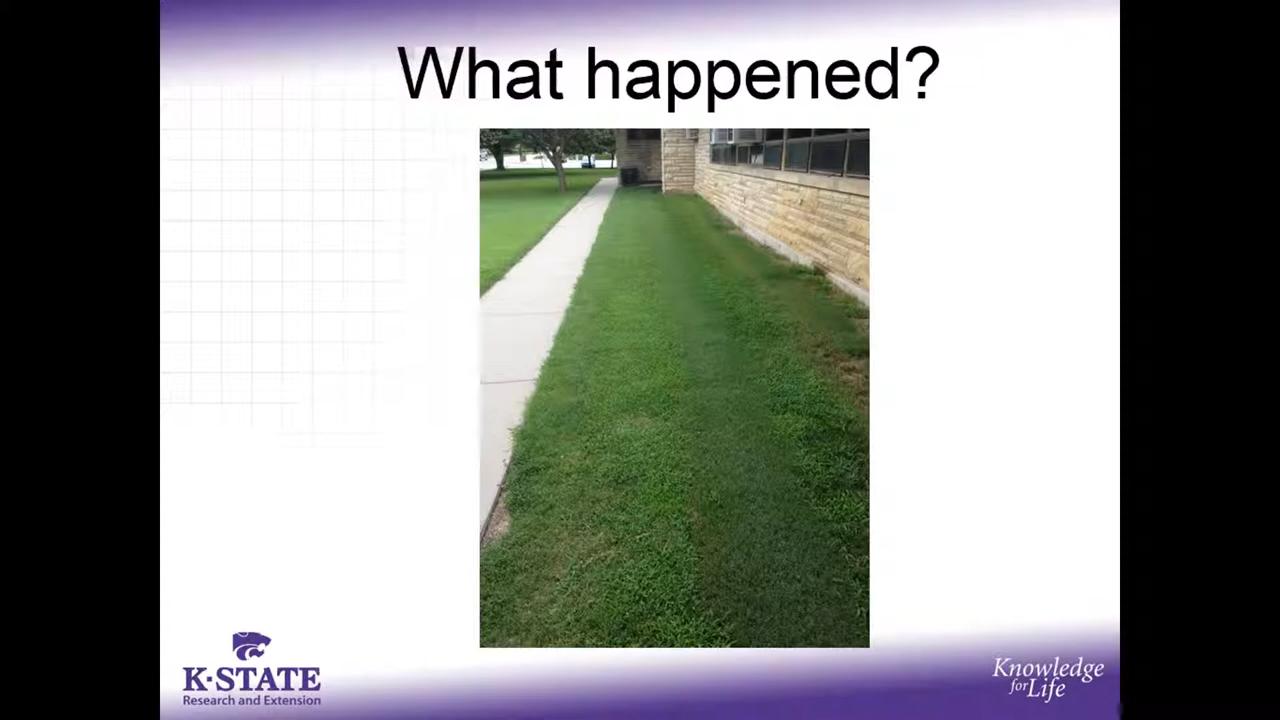 What happened?
K-STATE
Research and Extension
Knowledge
for Life